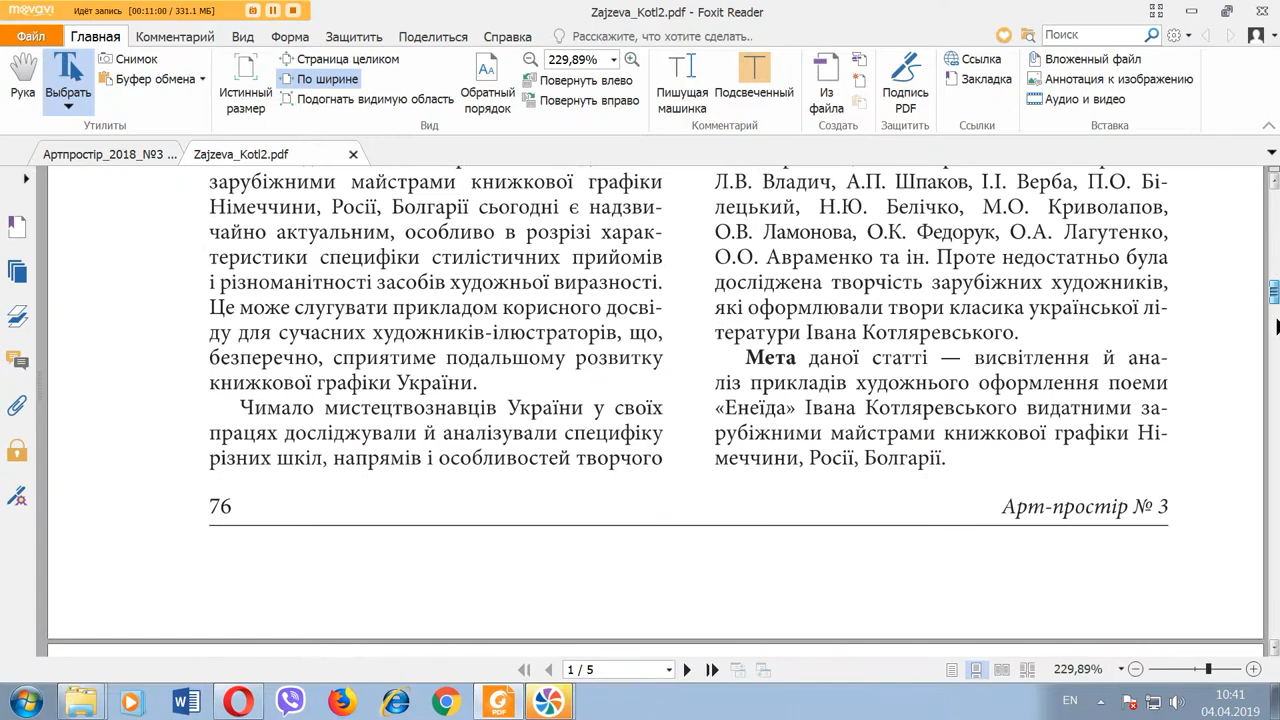 movavi
Идёт запись (00:11:00 / 331.1 МБ)
Zajzeva_Kotl2.pdf - Foxit Reader
Файл Главная Комментарий Вид Форма Защитить Поделиться Справка Расскажите, что хотите сделать.. Поиск
Рука
Выбрать
Снимок
Буфер обмена
Утилиты
Истинный размер
Страница целиком
По ширине
Подогнать видимую область
Обратный порядок
229,89%
Повернуть влево
Повернуть вправо
Вид
Пишущая машинка
Подсвеченный
Комментарий
Из файла
Создать
Подпись PDF
Защитить
Ссылка
Закладка
Ссылки
Вложенный файл
Аннотация к изображению
Аудио и видео
Вставка
Артпростір_2018_№3 ... Zajzeva_Kotl2.pdf
зарубіжними майстрами книжкової графіки
Німеччини, Росії, Болгарії сьогодні є надзви-
чайно актуальним, особливо в розрізі харак-
теристики специфіки стилістичних прийомів
і різноманітності засобів художньої виразності.
Це може слугувати прикладом корисного досві-
ду для сучасних художників-ілюстраторів, що,
безперечно, сприятиме подальшому розвитку
книжкової графіки України.
Чимало мистецтвознавців України у своїх
працях досліджували й аналізували специфіку
різних шкіл, напрямів і особливостей творчого
Л.В. Владич, А.П. Шпаков, І.І. Верба, П.О. Бі-
лецький, Н.Ю. Белічко, М.О. Криволапов,
О.В. Ламонова, О.К. Федорук, О.А. Лагутенко,
О.О. Авраменко та ін. Проте недостатньо була
досліджена творчість зарубіжних художників,
які оформлювали твори класика української лі-
тератури Івана Котляревського.
Мета даної статті — висвітлення й ана-
ліз прикладів художнього оформлення поеми
«Енеїда» Івана Котляревського видатними за-
рубіжними майстрами книжкової графіки Ні-
меччини, Росії, Болгарії.
76
Арт-простір № 3
1 / 5
229,89%
EN
10:41
04.04.2019